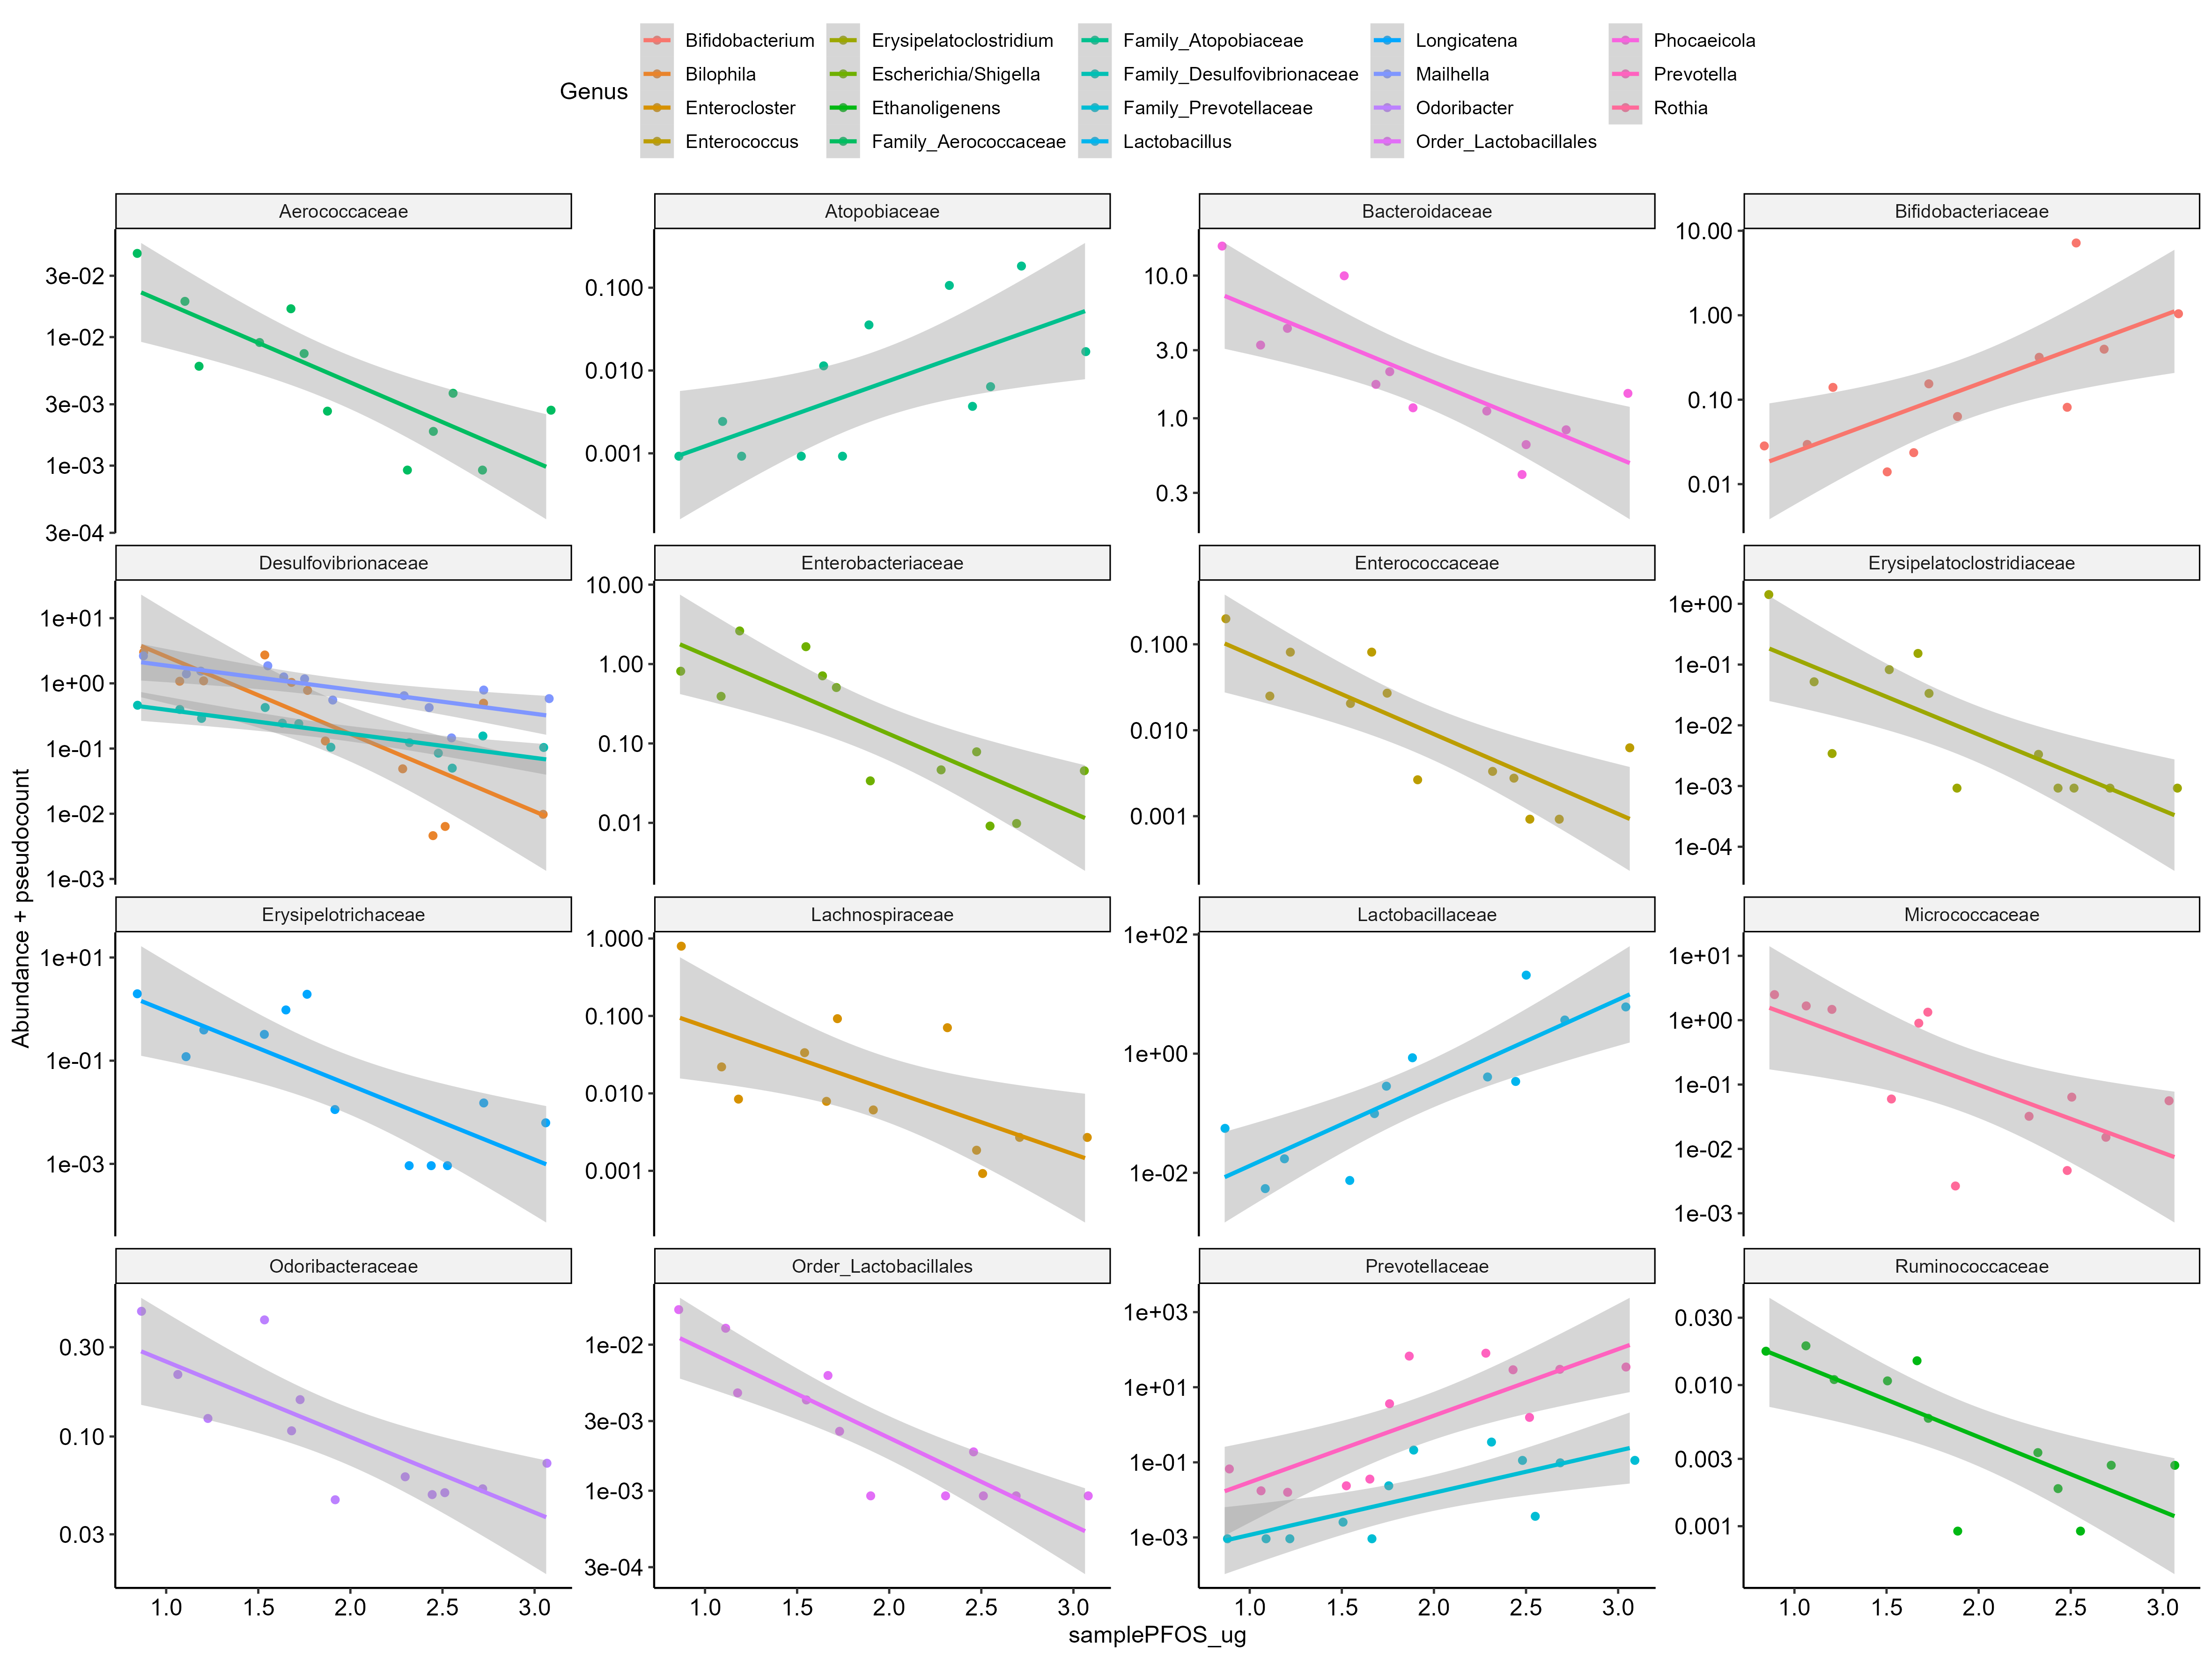 Genus
Bifidobacterium
Bilophila
Enterocloster
Enterococcus
Erysipelatoclostridium
Escherichia/Shigella
Ethanoligenens
Family_Aerococcaceae
Family_Atopobiaceae
Family_Desulfovibrionaceae
Family_Prevotellaceae
Lactobacillus
Longicatena
Mailhella
Odoribacter
Order_Lactobacillales
Phocaeicola
Prevotella
Rothia
Abundance + pseudocount
Aerococcaceae
3e-02
1e-02
3e-03
1e-03
3e-04
Atopobiaceae
0.100
0.010
0.001
Bacteroidaceae
10.0
3.0
1.0
0.3
Bifidobacteriaceae
10.00
1.00
0.10
0.01
Desulfovibrionaceae
1e+01
1e+00
1e-01
1e-02
1e-03
Enterobacteriaceae
10.00
1.00
0.10
0.01
Enterococcaceae
0.100
0.010
0.001
Erysipelatoclostridiaceae
1e+00
1e-01
1e-02
1e-03
1e-04
Erysipelotrichaceae
1e+01
1e-01
1e-03
Lachnospiraceae
1.000
0.100
0.010
0.001
Lactobacillaceae
1e+02
1e+00
1e-02
Micrococcaceae
1e+01
1e+00
1e-01
1e-02
1e-03
Odoribacteraceae
0.30
0.10
0.03
1.0 1.5 2.0 2.5 3.0
Order_Lactobacillales
1e-02
3e-03
1e-03
3e-04
1.0 1.5 2.0 2.5 3.0
Prevotellaceae
1e+03
1e+01
1e-01
1e-03
1.0 1.5 2.0 2.5 3.0
Ruminococcaceae
0.030
0.010
0.003
0.001
1.0 1.5 2.0 2.5 3.0
samplePFOS_ug